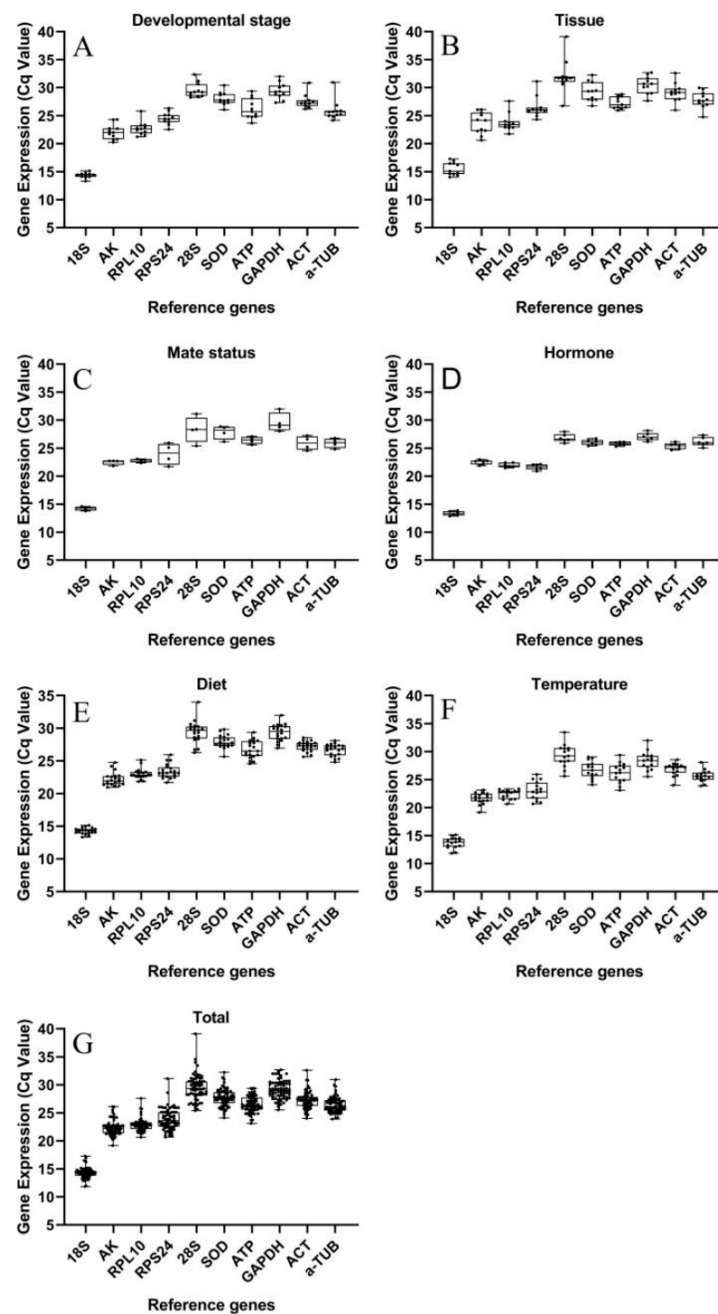 A
Developmental stage
Gene Expression (Cq Value)
40
35
30
25
20
15
10
5
18S
AK
RPL10
RPS24
28S
SOD
ATP
GAPDH
ACT
a-TUB
Reference genes
B
Tissue
Gene Expression (Cq Value)
40
35
30
25
20
15
10
5
18S
AK
RPL10
RPS24
28S
SOD
ATP
GAPDH
ACT
a-TUB
Reference genes
C
Mate status
Gene Expression (Cq Value)
40
35
30
25
20
15
10
5
18S
AK
RPL10
RPS24
28S
SOD
ATP
GAPDH
ACT
a-TUB
Reference genes
D
Hormone
Gene Expression (Cq Value)
40
35
30
25
20
15
10
5
18S
AK
RPL10
RPS24
28S
SOD
ATP
GAPDH
ACT
a-TUB
Reference genes
E
Diet
Gene Expression (Cq Value)
35
30
25
20
15
10
5
18S
AK
RPL10
RPS24
28S
SOD
ATP
GAPDH
ACT
a-TUB
Reference genes
F
Temperature
Gene Expression (Cq Value)
40
35
30
25
20
15
10
5
18S
AK
RPL10
RPS24
28S
SOD
ATP
GAPDH
ACT
a-TUB
Reference genes
G
Total
Gene Expression (Cq Value)
40
35
30
25
20
15
10
5
18S
AK
RPL10
RPS24
28S
SOD
ATP
GAPDH
ACT
a-TUB
Reference genes